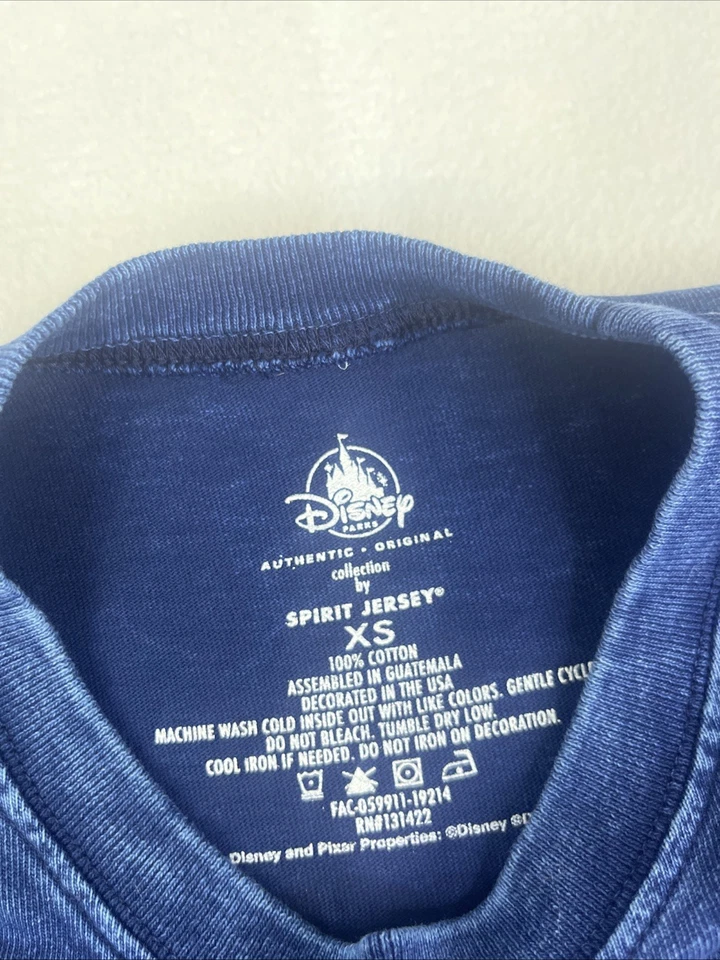 Disney
PARKS
AUTHENTIC • ORIGINAL
collection
by
SPIRIT JERSEY®
XS
100% COTTON
ASSEMBLED IN GUATEMALA
DECORATED IN THE USA
MACHINE WASH COLD INSIDE OUT WITH LIKE COLORS. GENTLE CYCL
DO NOT BLEACH. TUMBLE DRY LOW.
COOL IRON IF NEEDED. DO NOT IRON ON DECORATION.
FAC-059911-19214
RN#131422
Disney and Pixar Properties: ©Disney ©D